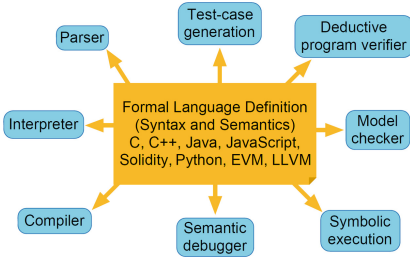 Test-case
generation
Parser
Deductive
program verifier
Formal Language Definition
(Syntax and Semantics)
C, C++, Java, JavaScript,
Solidity, Python, EVM, LLVM
Interpreter
Model
checker
Compiler
Semantic
debugger
Symbolic
execution